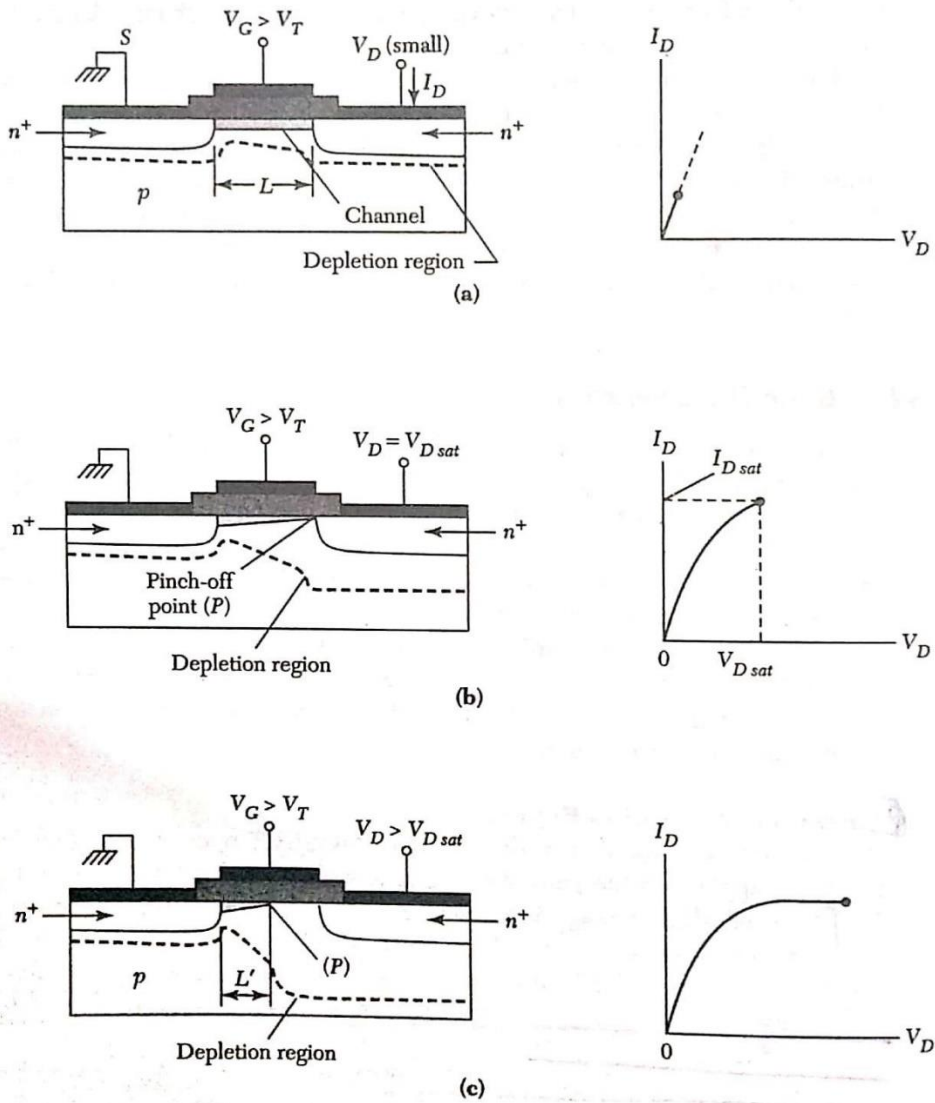 V_G > V_T
S
V_D (small)
I_D
n⁺
n⁺
L
p
Channel
Depletion region
I_D
V_D
(a)
V_G > V_T
V_D = V_D sat
n⁺
n⁺
Pinch-off
point (P)
Depletion region
I_D
I_D sat
0
V_D sat
V_D
(b)
V_G > V_T
V_D > V_D sat
n⁺
n⁺
p
L′
(P)
Depletion region
I_D
0
V_D
(c)